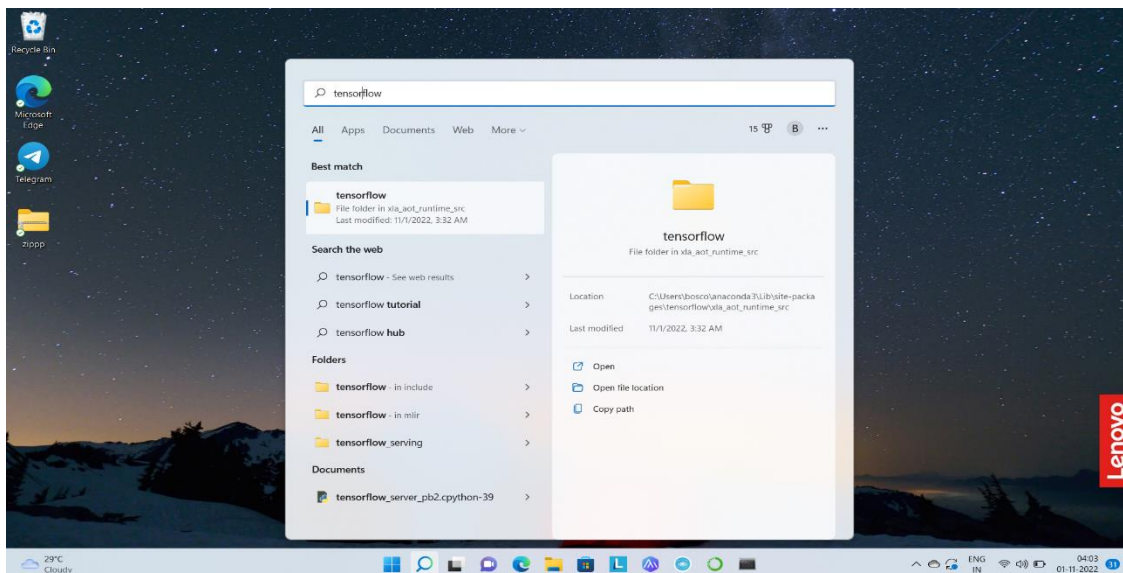 Recycle Bin
Microsoft
Edge
Telegram
zippp
tensorflow
All Apps Documents Web More
15 B ...
Best match
tensorflow
File folder in xla_aot_runtime_src
Last modified: 11/1/2022, 3:32 AM
Search the web
tensorflow - See web results
tensorflow tutorial
tensorflow hub
Folders
tensorflow - in include
tensorflow - in mlir
tensorflow_serving
Documents
tensorflow_server_pb2.cpython-39
tensorflow
File folder in xla_aot_runtime_src
Location C:\Users\bosco\anaconda3\Lib\site-packa
ges\tensorflow\xla_aot_runtime_src
Last modified 11/1/2022, 3:32 AM
Open
Open file location
Copy path
Lenovo
29°C
Cloudy
L
ENG
IN
04:03
01-11-2022
31